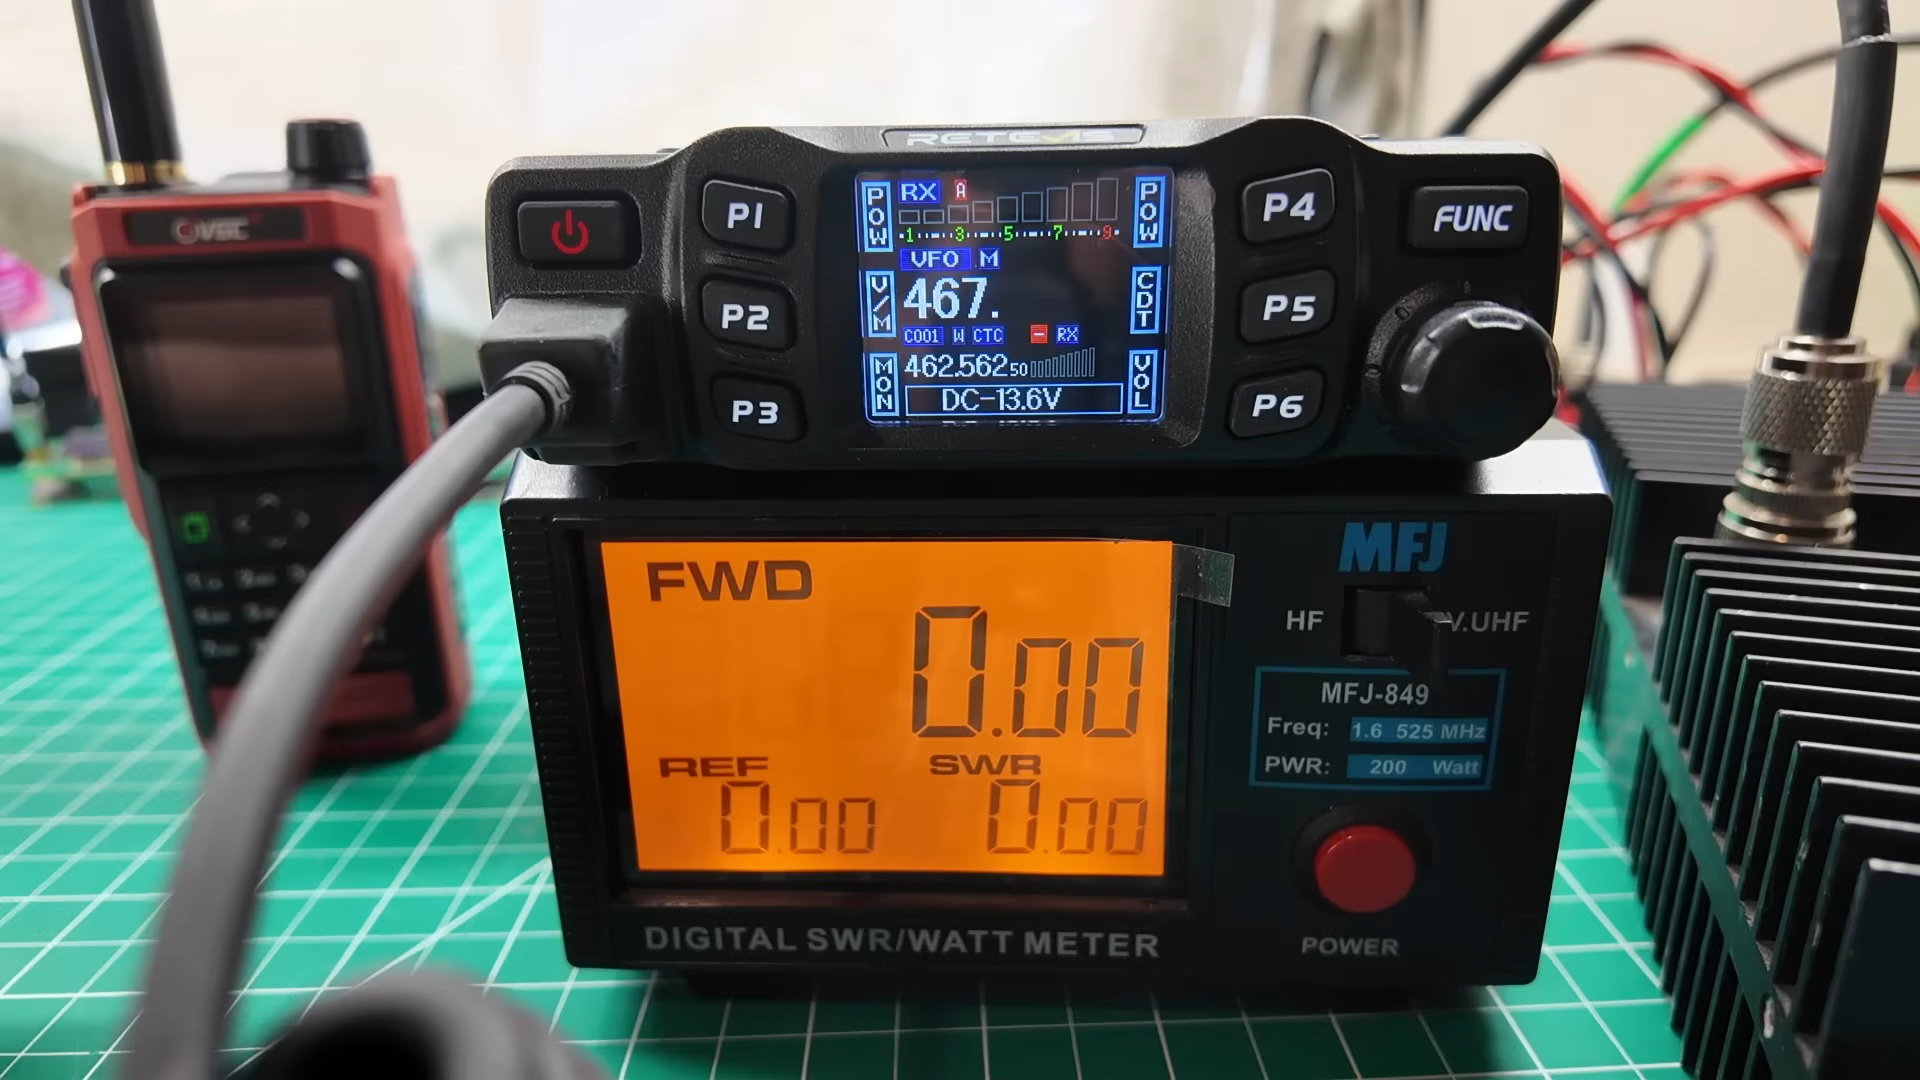 RETEVIS
P1
P2
P3
POW
V/M
MON
RX A
1 3 5 7 9
VFO M
467.
C001 W CTC - RX
462.56250
DC-13.6V
POW
CDT
VOL
P4
P5
P6
FUNC
FWD
0.00
REF SWR
0.00 0.00
DIGITAL SWR/WATT METER
MFJ
HF V.UHF
MFJ-849
Freq: 1.6 525 MHz
PWR: 200 Watt
POWER